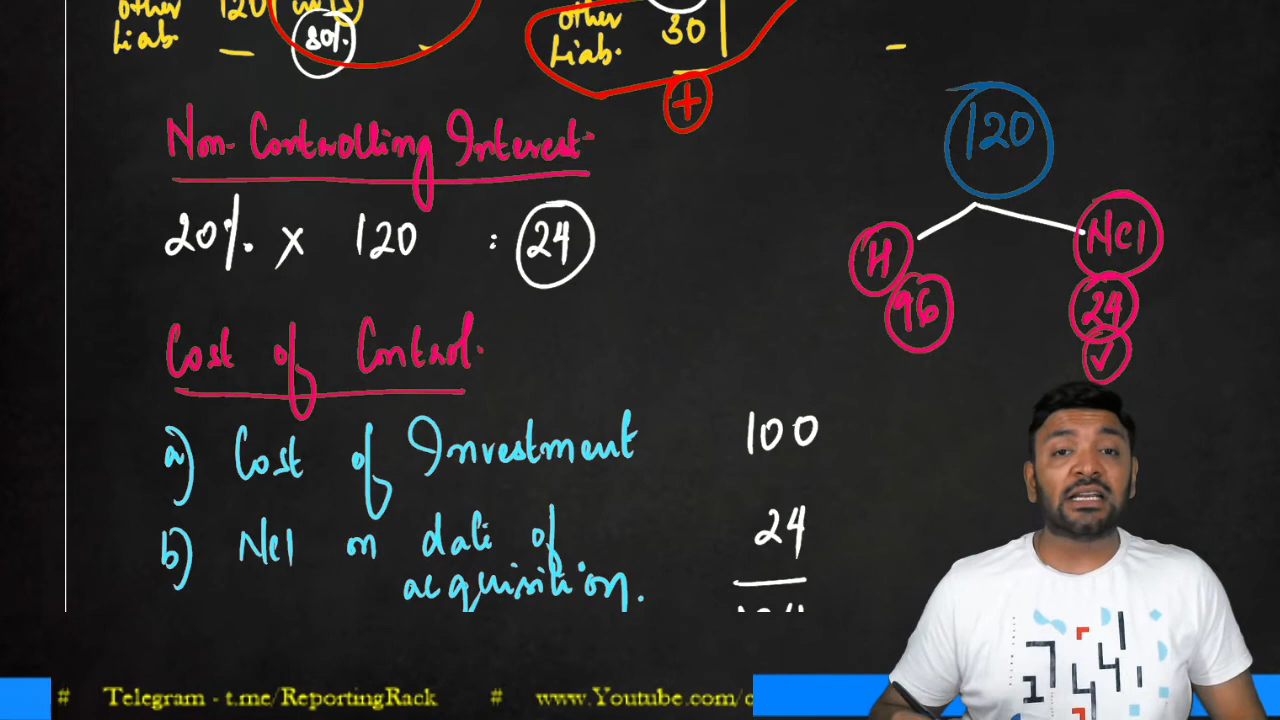 other 120
Liab. 80%
other 30
Liab.
+
120
Non-Controlling Interest.
20% x 120 : 24
H NCI
96 24
Cost of Control.
a) Cost of Investment 100
b) NCI on date of acquisition. 24
# Telegram - t.me/ReportingRack # www.Youtube.com/